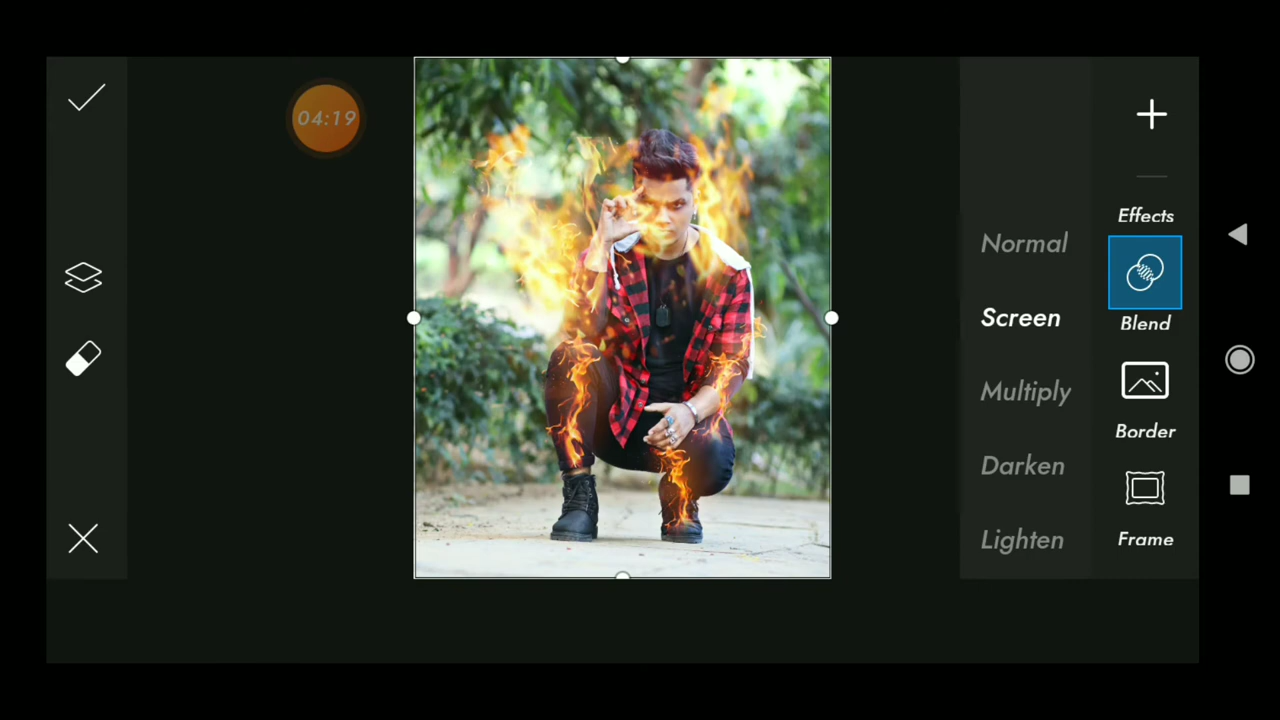 04:19
Effects
Normal
Screen
Blend
Multiply
Border
Darken
Lighten
Frame